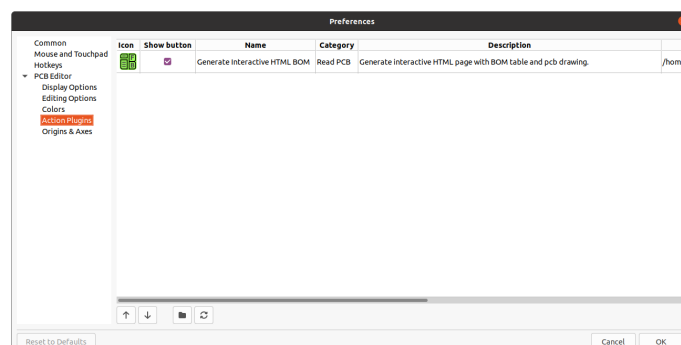 Preferences
Common
Mouse and Touchpad
Hotkeys
PCB Editor
Display Options
Editing Options
Colors
Action Plugins
Origins & Axes
Icon Show button Name Category Description
Generate Interactive HTML BOM Read PCB Generate interactive HTML page with BOM table and pcb drawing. /hom
Reset to Defaults Cancel OK